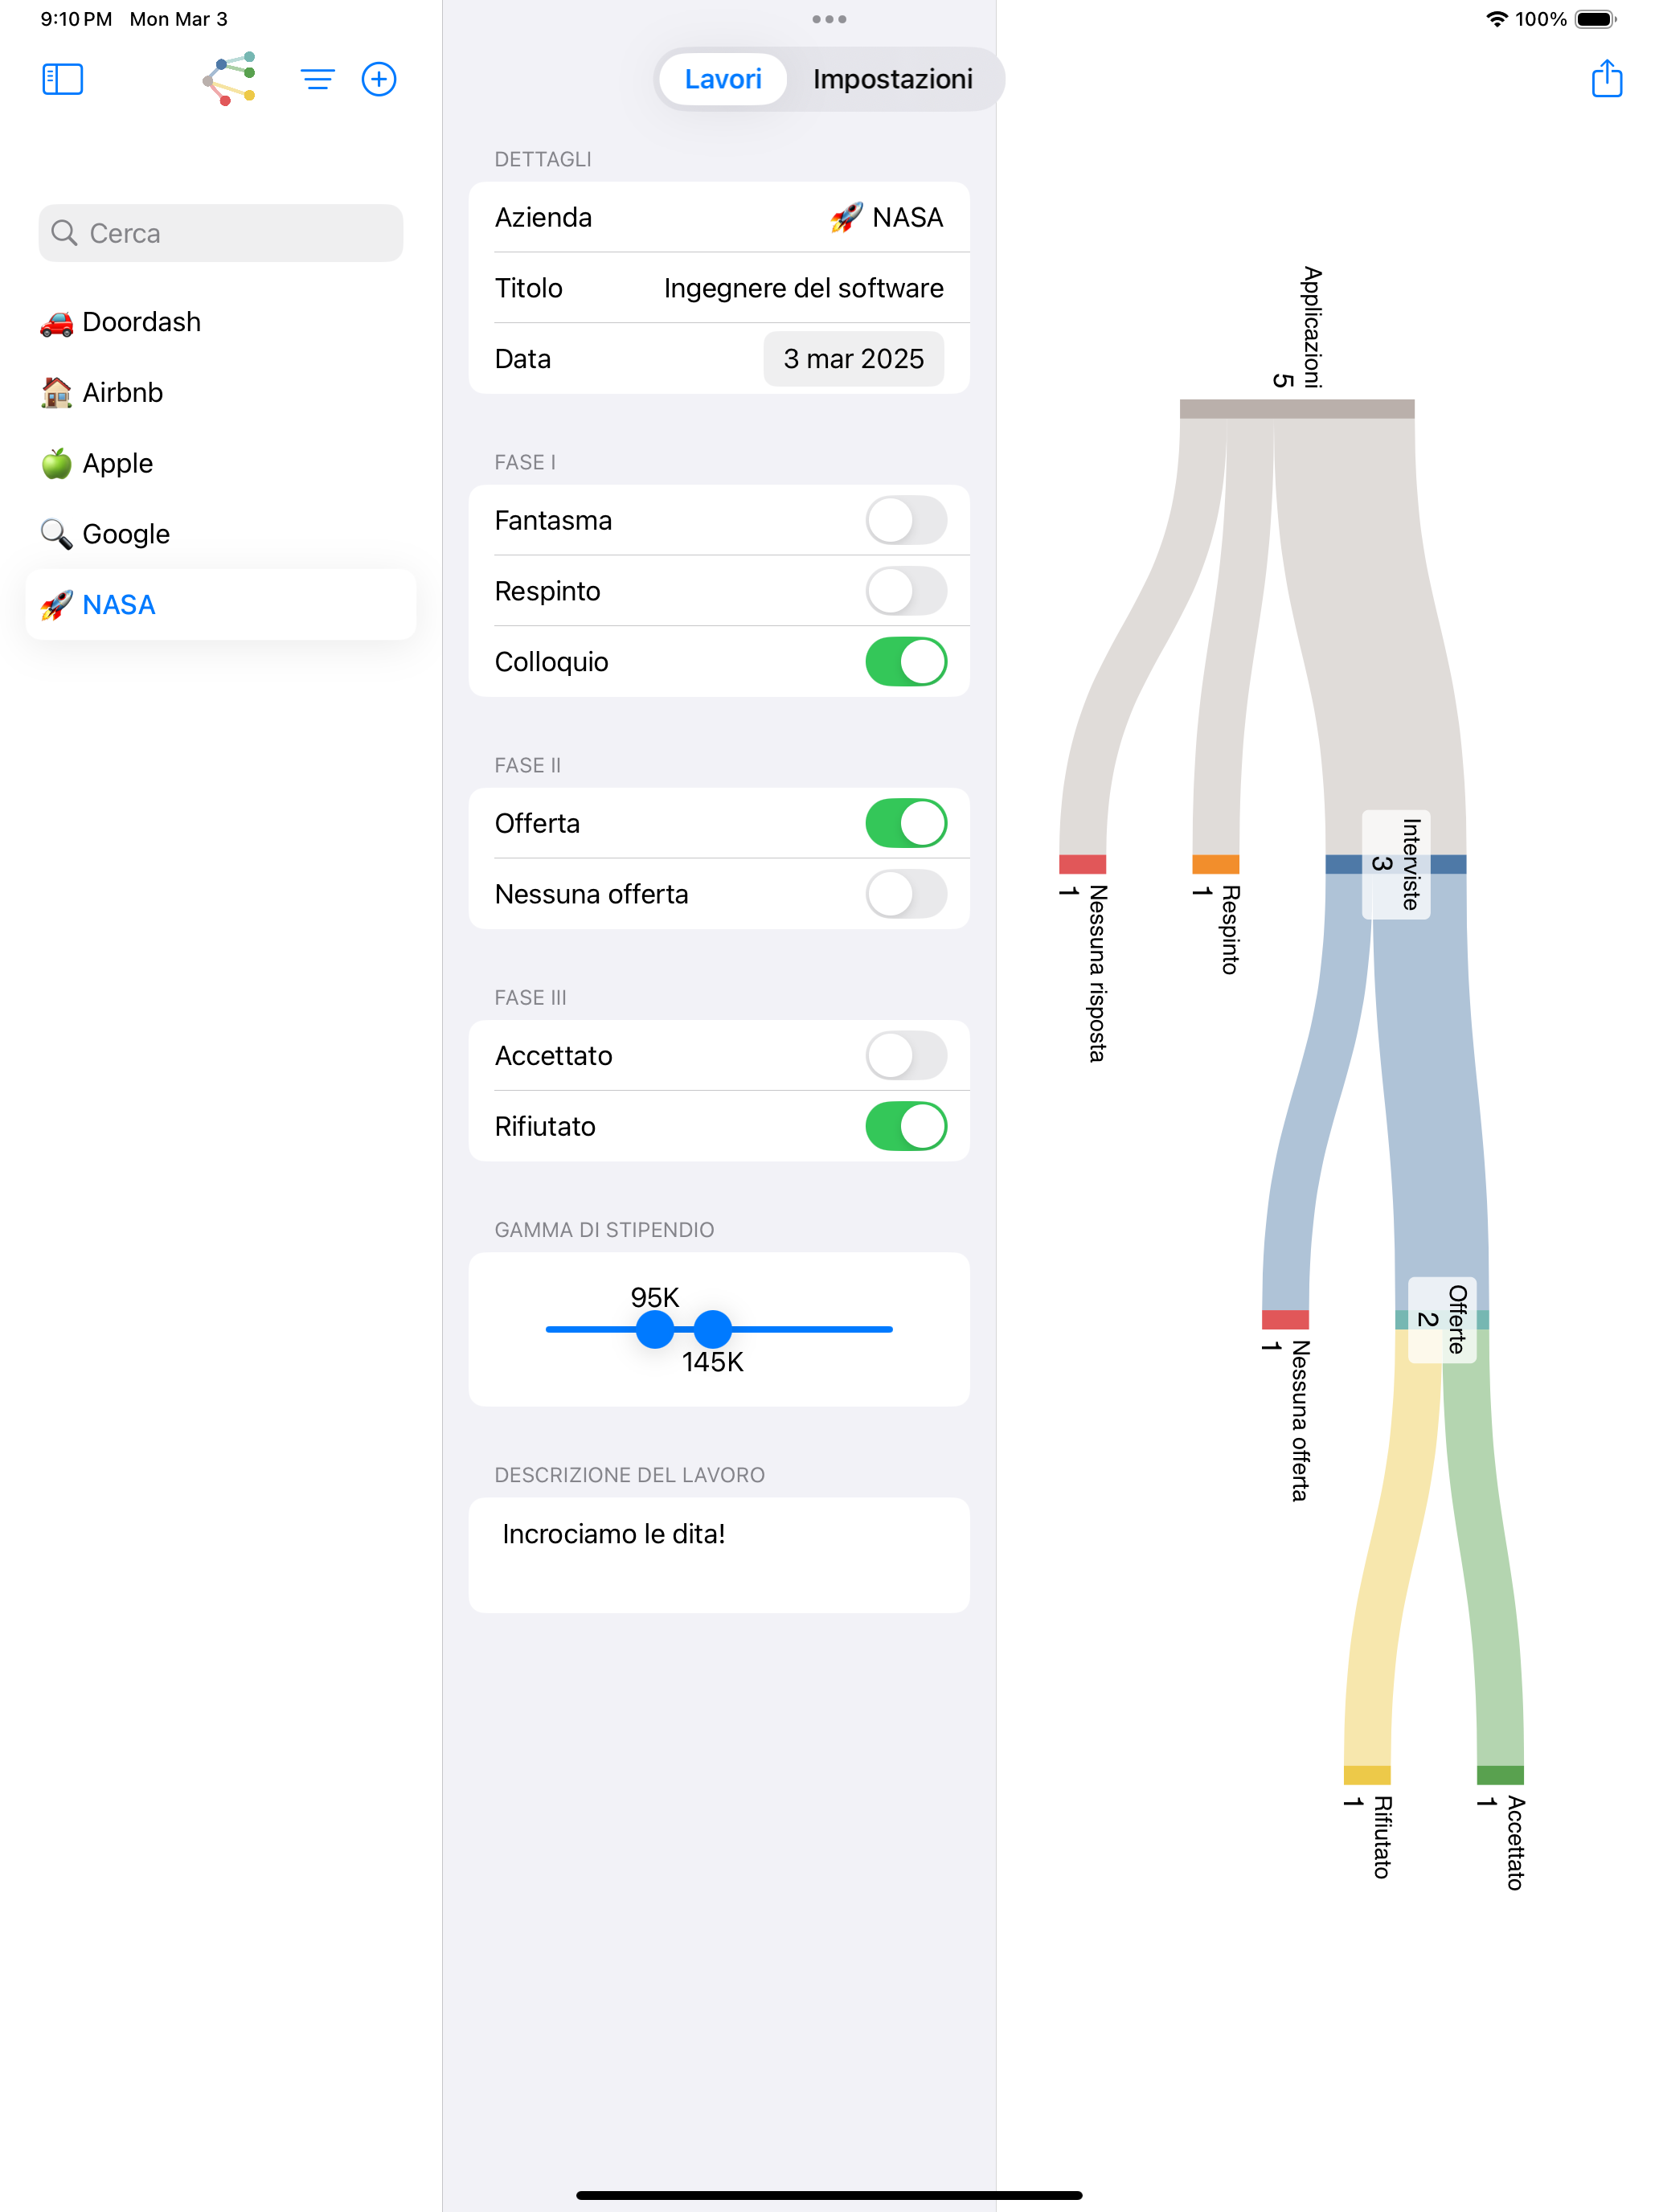 9:10 PM Mon Mar 3
100%
Lavori
Impostazioni
Cerca
Doordash
Airbnb
Apple
Google
NASA
DETTAGLI
Azienda 🚀 NASA
Titolo Ingegnere del software
Data 3 mar 2025
FASE I
Fantasma
Respinto
Colloquio
FASE II
Offerta
Nessuna offerta
FASE III
Accettato
Rifiutato
GAMMA DI STIPENDIO
95K
145K
DESCRIZIONE DEL LAVORO
Incrociamo le dita!
Applicazioni
5
Nessuna risposta
1
Respinto
1
Interviste
3
Nessuna offerta
1
Offerte
2
Rifiutato
1
Accettato
1